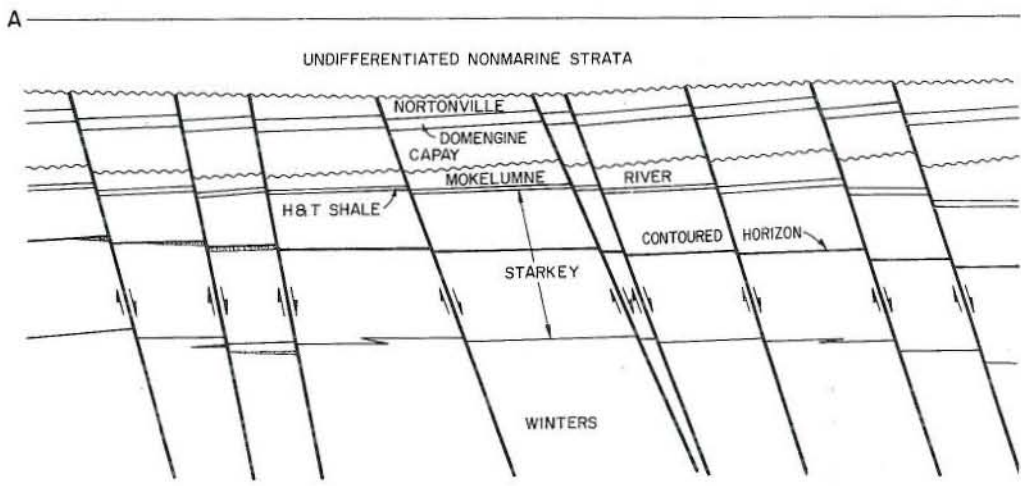 A
UNDIFFERENTIATED NONMARINE STRATA
NORTONVILLE
DOMENGINE
CAPAY
MOKELUMNE RIVER
H&T SHALE
CONTOURED HORIZON
STARKEY
WINTERS